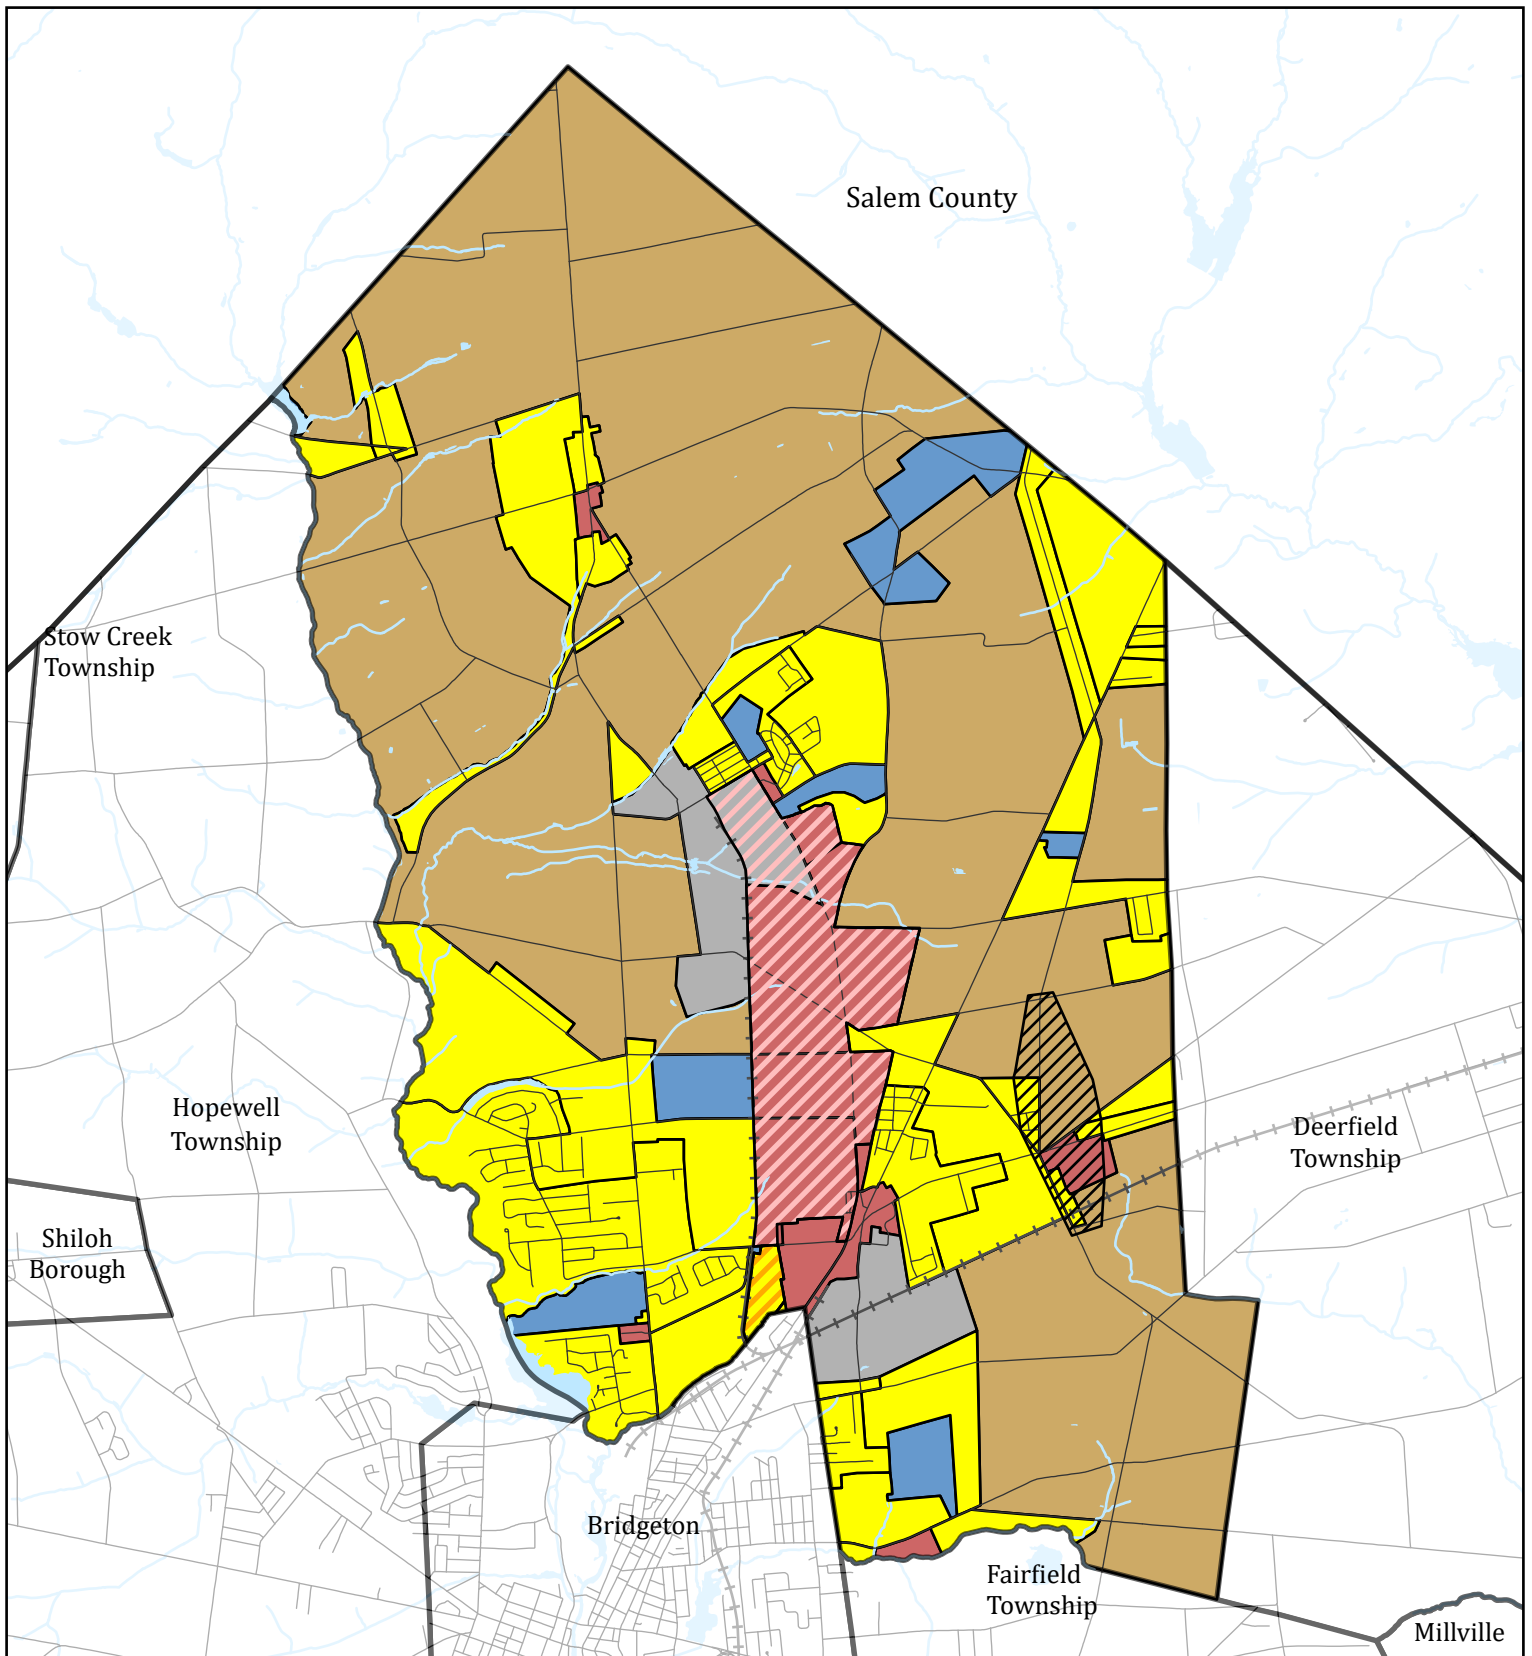 Salem County
Stow Creek
Township
Hopewell
Township
Deerfield
Township
Shiloh
Borough
Bridgeton
Fairfield
Township
Millville